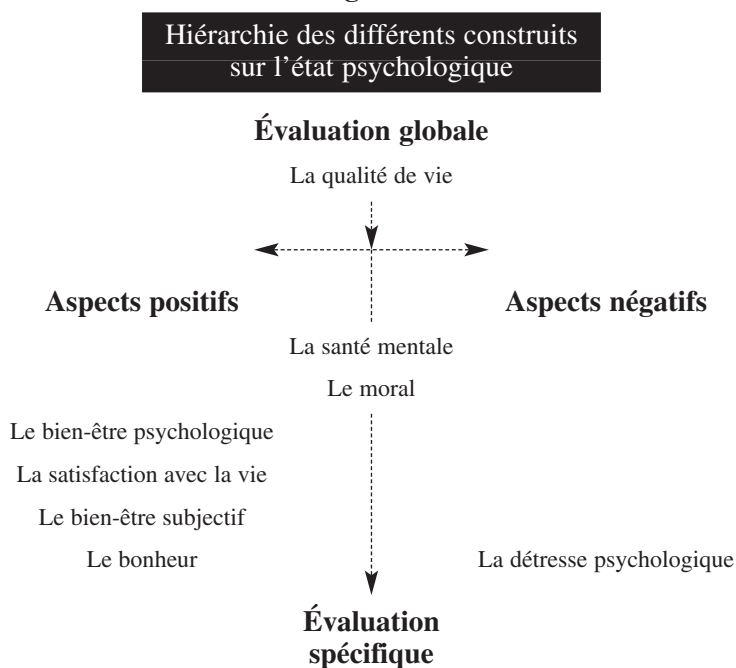 Hiérarchie des différents construits
sur l'état psychologique
Évaluation globale
La qualité de vie
Aspects positifs
Aspects négatifs
La santé mentale
Le moral
Le bien-être psychologique
La satisfaction avec la vie
Le bien-être subjectif
Le bonheur
La détresse psychologique
Évaluation
spécifique